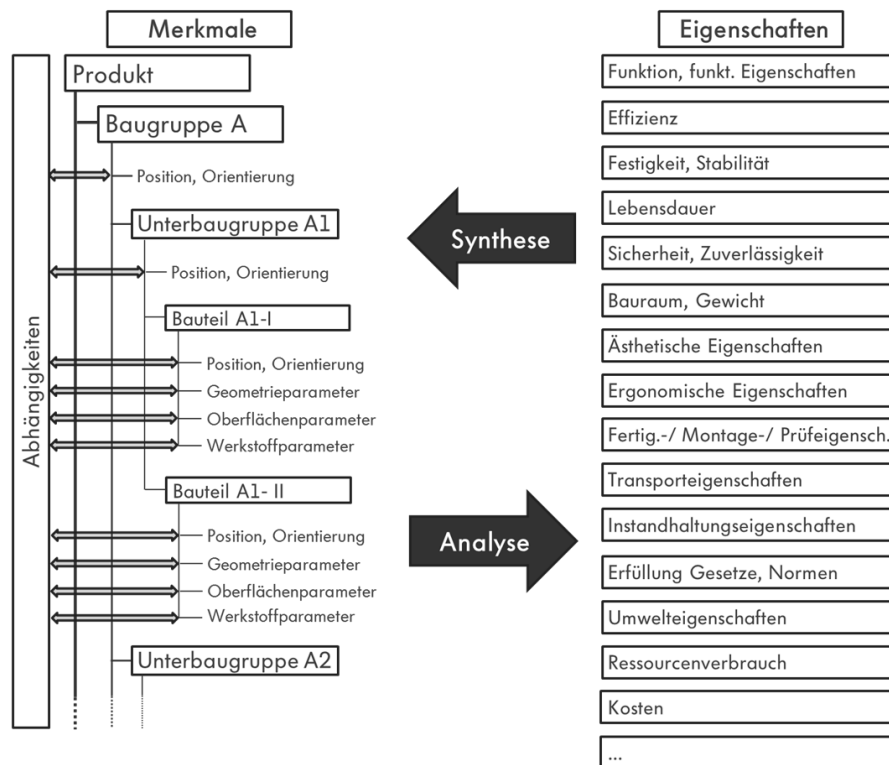 Merkmale
Produkt
Baugruppe A
Position, Orientierung
Unterbaugruppe A1
Position, Orientierung
Bauteil A1-I
Position, Orientierung
Geometrieparameter
Oberflächenparameter
Werkstoffparameter
Bauteil A1- II
Position, Orientierung
Geometrieparameter
Oberflächenparameter
Werkstoffparameter
Unterbaugruppe A2
Abhängigkeiten
Synthese
Analyse
Eigenschaften
Funktion, funkt. Eigenschaften
Effizienz
Festigkeit, Stabilität
Lebensdauer
Sicherheit, Zuverlässigkeit
Bauraum, Gewicht
Ästhetische Eigenschaften
Ergonomische Eigenschaften
Fertig.-/ Montage-/ Prüfeigensch.
Transporteigenschaften
Instandhaltungseigenschaften
Erfüllung Gesetze, Normen
Umwelteigenschaften
Ressourcenverbrauch
Kosten
...